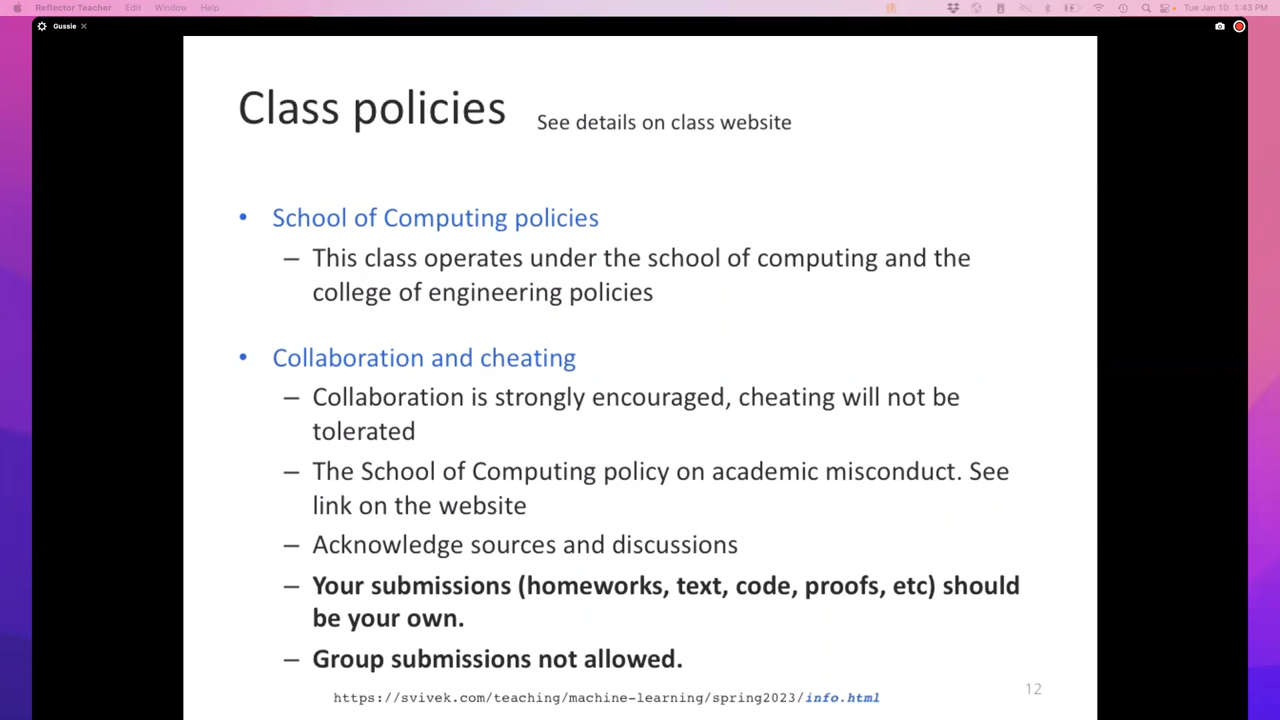 Reflector Teacher Edit Window Help Tue Jan 10 1:43 PM
Gussie
Class policies See details on class website
• School of Computing policies
– This class operates under the school of computing and the
college of engineering policies
• Collaboration and cheating
– Collaboration is strongly encouraged, cheating will not be
tolerated
– The School of Computing policy on academic misconduct. See
link on the website
– Acknowledge sources and discussions
– Your submissions (homeworks, text, code, proofs, etc) should
be your own.
– Group submissions not allowed.
https://svivek.com/teaching/machine-learning/spring2023/info.html
12